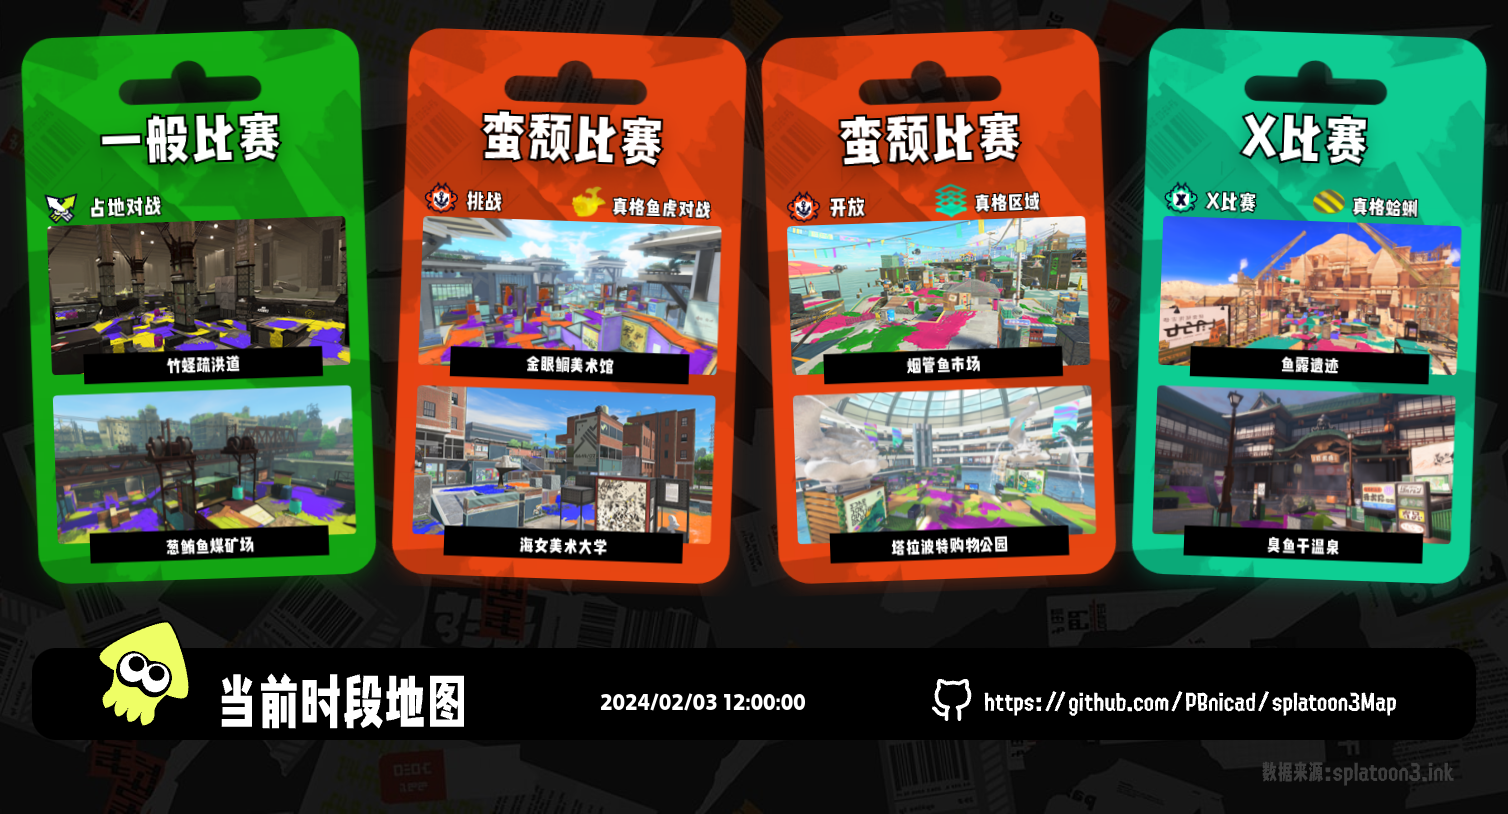 一般比赛
占地对战
竹蛏疏洪道
葱鲔鱼煤矿场
蛮颓比赛
挑战
真格鱼虎对战
金眼鲷美术馆
海女美术大学
蛮颓比赛
开放
真格区域
烟管鱼市场
塔拉波特购物公园
X比赛
X比赛
真格蛤蜊
鱼露遗迹
臭鱼干温泉
当前时段地图
2024/02/03 12:00:00
https://github.com/PBnicad/splatoon3Map
数据来源:splatoon3.ink